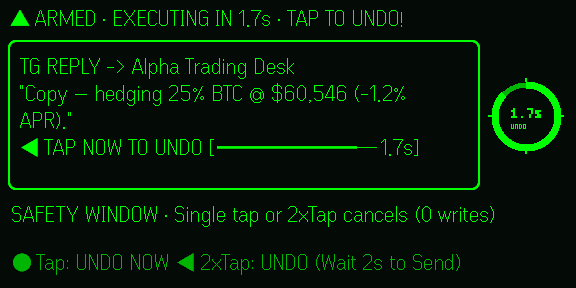 ▲ ARMED · EXECUTING IN 1.7s · TAP TO UNDO!
TG REPLY -> Alpha Trading Desk
"Copy — hedging 25% BTC @ $60,546 (-1.2%
APR)."
◀ TAP NOW TO UNDO [━━━━━━━━──1.7s]
1.7s
UNDO
SAFETY WINDOW · Single tap or 2xTap cancels (0 writes)
● Tap: UNDO NOW ◀ 2xTap: UNDO (Wait 2s to Send)